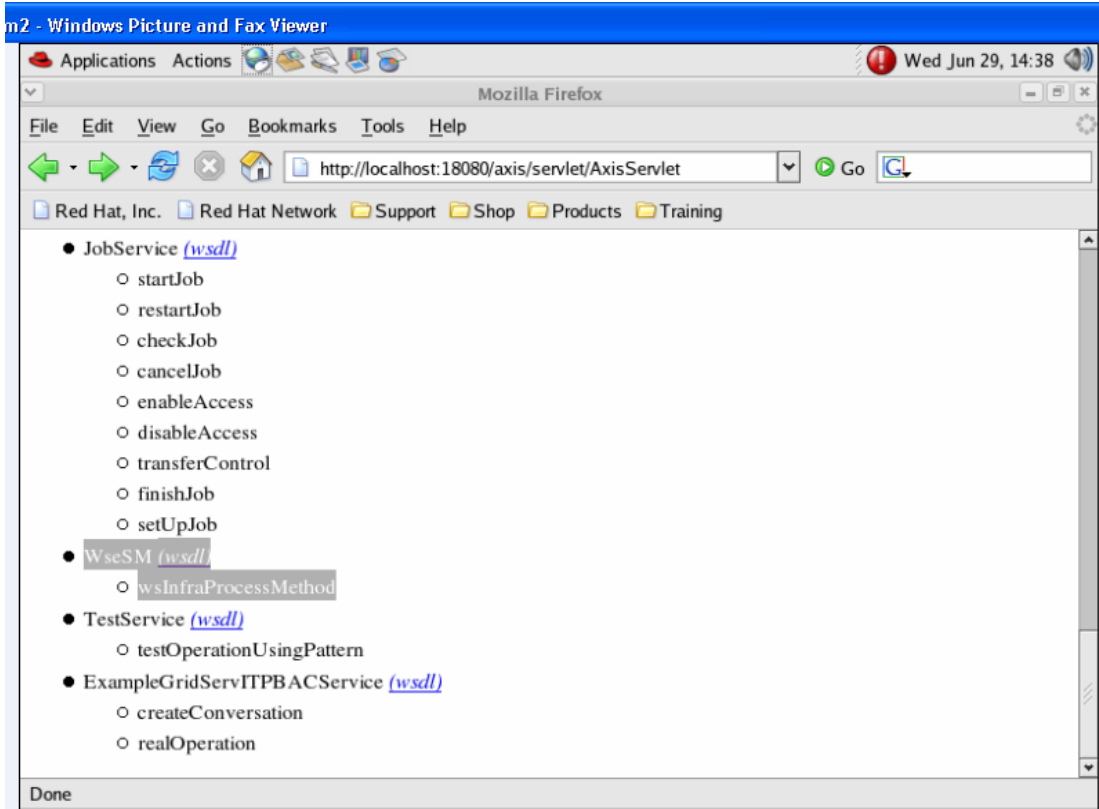 m2 - Windows Picture and Fax Viewer
Applications Actions Wed Jun 29, 14:38
Mozilla Firefox
File Edit View Go Bookmarks Tools Help
http://localhost:18080/axis/servlet/AxisServlet Go G
Red Hat, Inc. Red Hat Network Support Shop Products Training
JobService (wsdl)
startJob
restartJob
checkJob
cancelJob
enableAccess
disableAccess
transferControl
finishJob
setUpJob
WseSM (wsdl)
wsInfraProcessMethod
TestService (wsdl)
testOperationUsingPattern
ExampleGridServITPBACService (wsdl)
createConversation
realOperation
Done